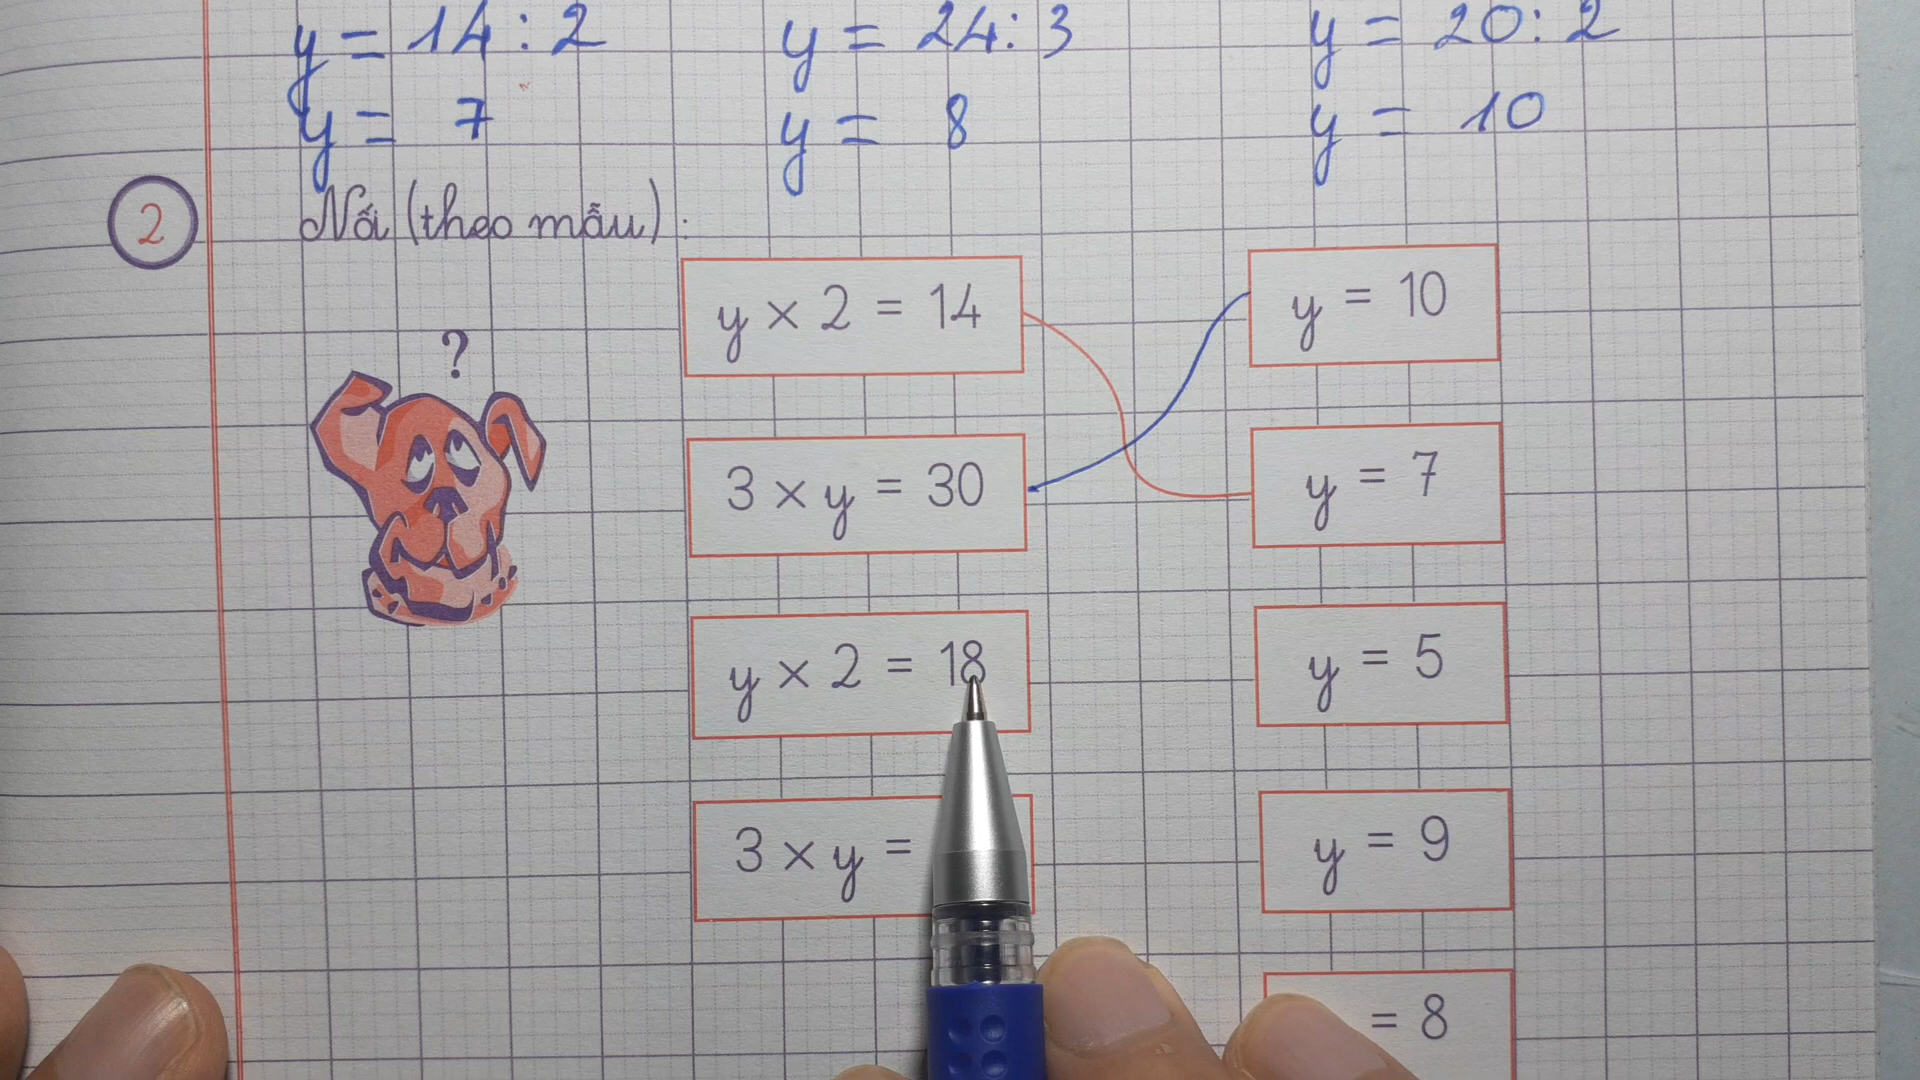 y = 14 : 2
y = 24 : 3
y = 20 : 2
y = 7
y = 8
y = 10
2
Nối (theo mẫu) :
?
y × 2 = 14
y = 10
3 × y = 30
y = 7
y × 2 = 18
y = 5
3 × y =
y = 9
= 8